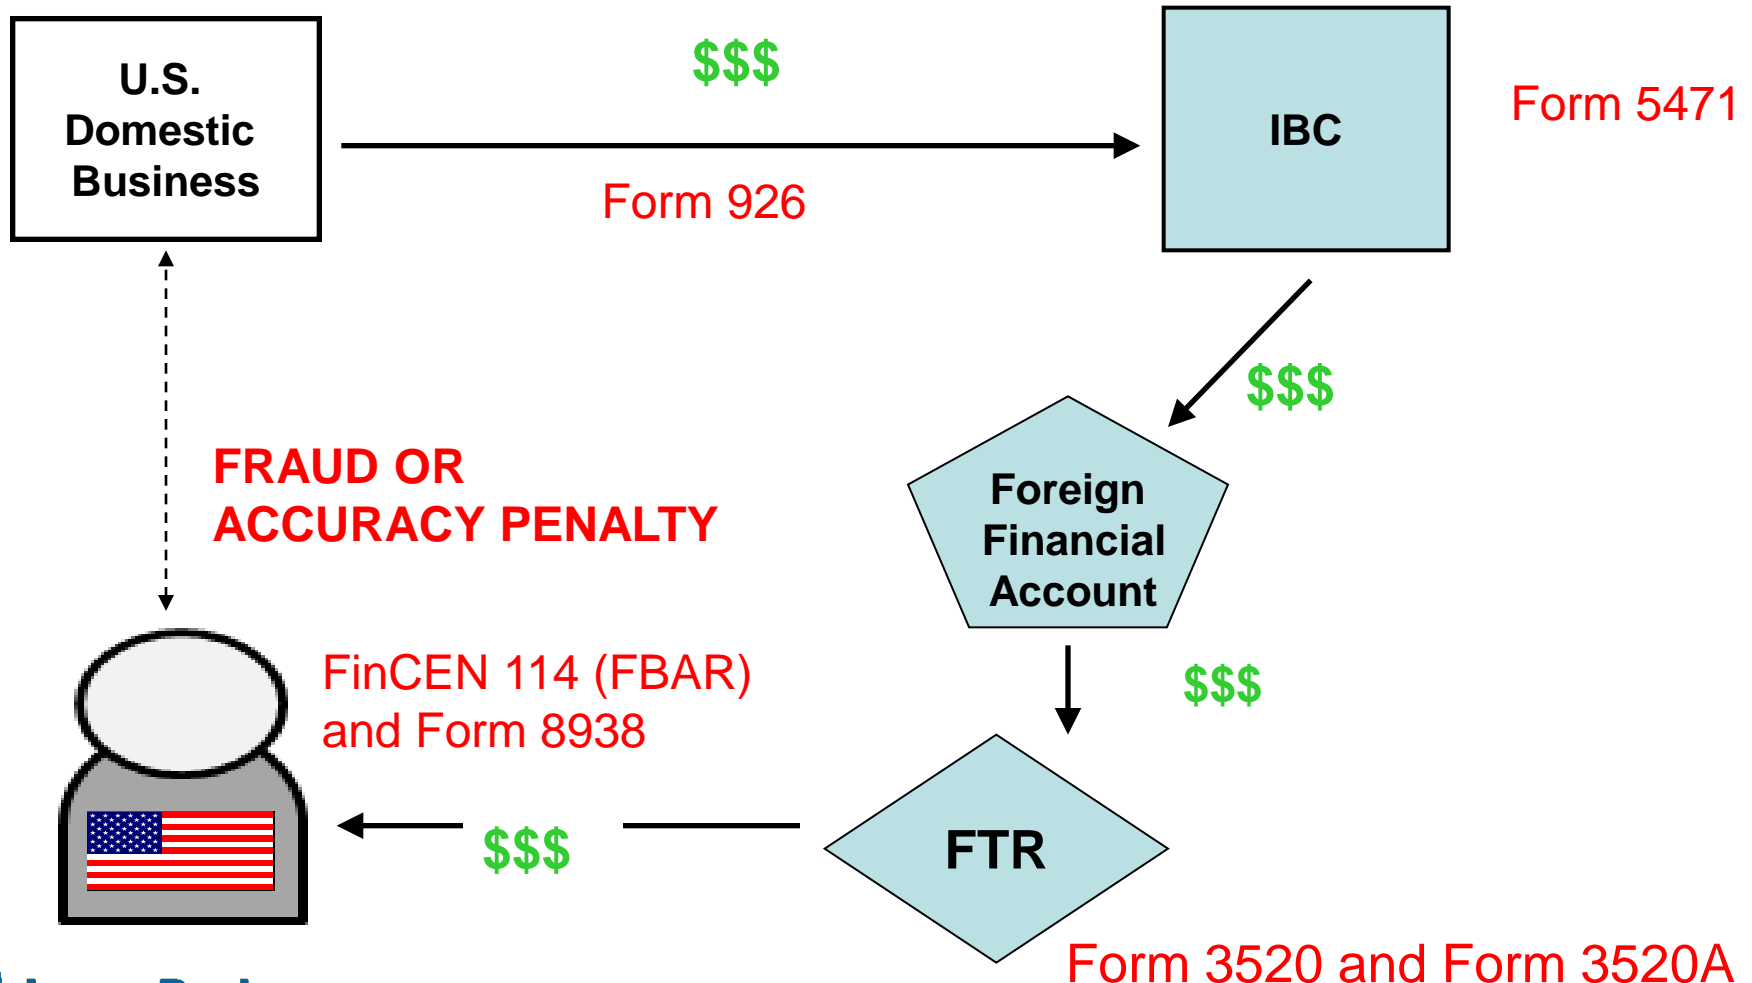 U.S.
Domestic
Business
$$$
IBC
Form 5471
Form 926
$$$
FRAUD OR
ACCURACY PENALTY
Foreign
Financial
Account
FinCEN 114 (FBAR)
and Form 8938
$$$
$$$
FTR
Form 3520 and Form 3520A